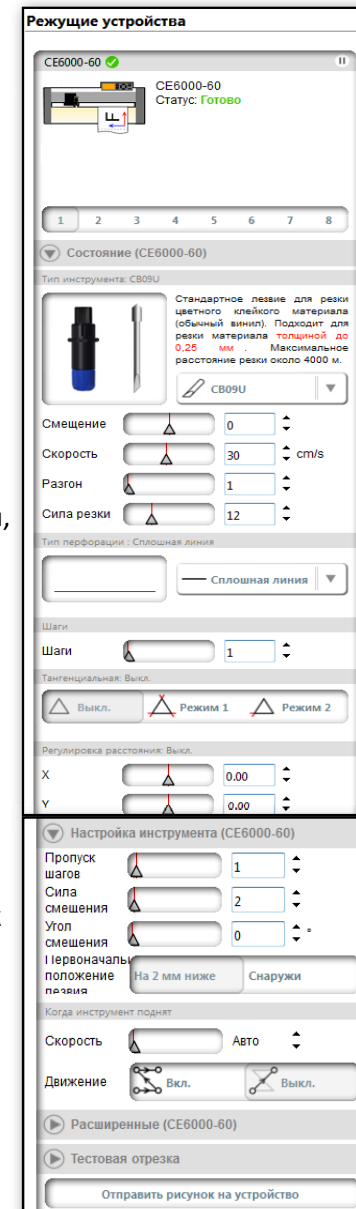 Режущие устройства
CE6000-60
CE6000-60
Статус: Готово
1 2 3 4 5 6 7 8
Состояние (CE6000-60)
Тип инструмента: CB09U
Стандартное лезвие для резки
цветного клейкого материала
(обычный винил). Подходит для
резки материала толщиной до
0,25 мм . Максимальное
расстояние резки около 4000 м.
CB09U
Смещение 0
Скорость 30 cm/s
Разгон 1
Сила резки 12
Тип перфорации : Сплошная линия
Сплошная линия
Шаги
Шаги 1
Тангенциальная: Выкл.
Выкл. Режим 1 Режим 2
Регулировка расстояния: Выкл.
X 0.00
Y 0.00
Настройка инструмента (CE6000-60)
Пропуск
шагов 1
Сила
смещения 2
Угол
смещения 0 °
Первоначаль
положение На 2 мм ниже Снаружи
лезвия
Когда инструмент поднят
Скорость Авто
Движение Вкл. Выкл.
Расширенные (CE6000-60)
Тестовая отрезка
Отправить рисунок на устройство